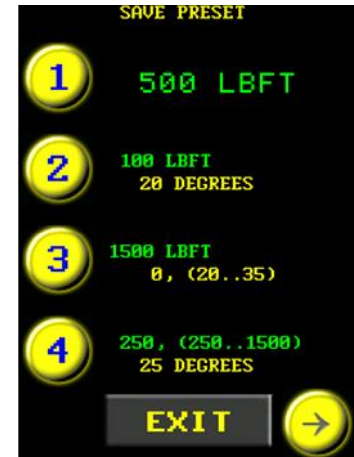 SAVE PRESET
1
500 LBFT
2
100 LBFT
20 DEGREES
3
1500 LBFT
0, (20..35)
4
250, (250..1500)
25 DEGREES
EXIT
→